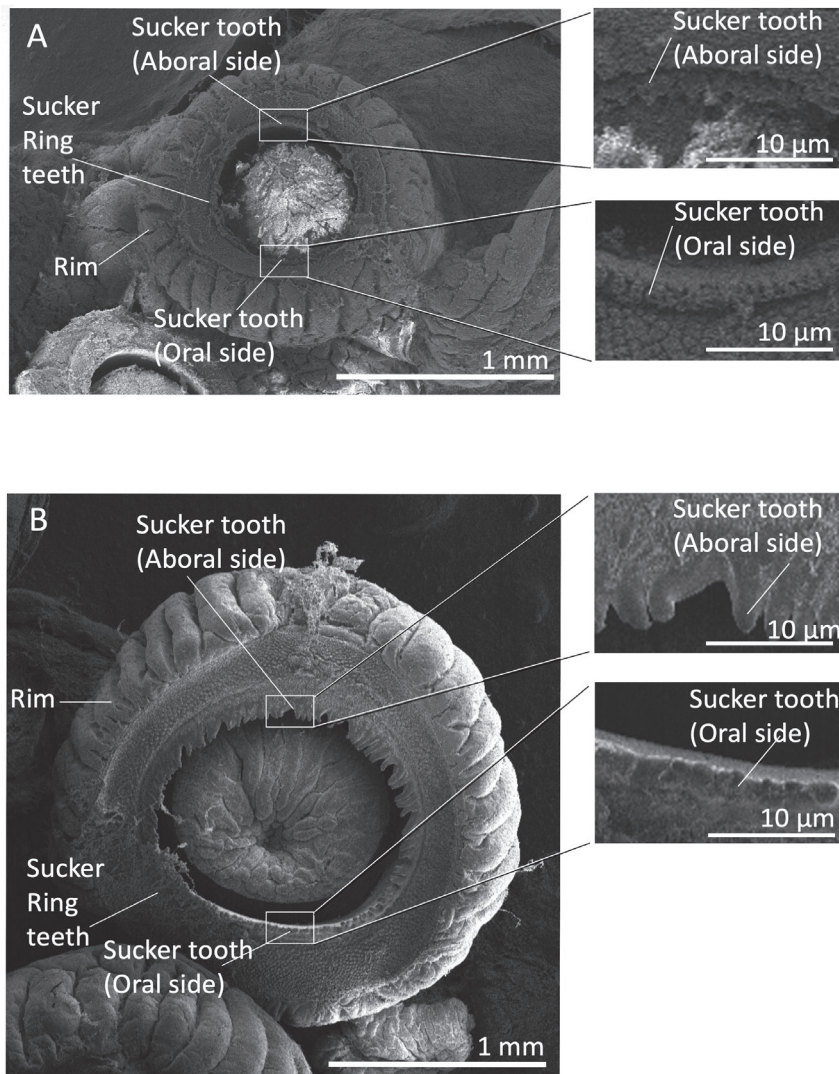 A
Sucker tooth
(Aboral side)
Sucker
Ring
teeth
Rim
Sucker tooth
(Oral side)
1 mm
Sucker tooth
(Aboral side)
10 µm
Sucker tooth
(Oral side)
10 µm
B
Sucker tooth
(Aboral side)
Rim
Sucker
Ring
teeth
Sucker tooth
(Oral side)
1 mm
Sucker tooth
(Aboral side)
10 µm
Sucker tooth
(Oral side)
10 µm